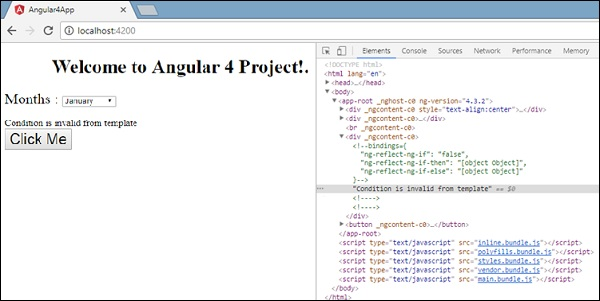 Angular4App
localhost:4200
Welcome to Angular 4 Project!.
Months : January
Condition is invalid from template
Click Me
Elements Console Sources Network Performance
<!DOCTYPE html>
<html lang="en">
<head>…</head>
<body>
<app-root _nghost-c0 ng-version="4.3.2">
<div _ngcontent-c0 style="text-align:center">…</div>
<div _ngcontent-c0>…</div>
<br _ngcontent-c0>
<div _ngcontent-c0>
<!--bindings={
"ng-reflect-ng-if": "false",
"ng-reflect-ng-if-then": "[object Object]",
"ng-reflect-ng-if-else": "[object Object]"
}-->
"Condition is invalid from template" == $0
<!---->
<!---->
</div>
<button _ngcontent-c0>…</button>
</app-root>
<script type="text/javascript" src="inline.bundle.js"></script>
<script type="text/javascript" src="polyfills.bundle.js"></script>
<script type="text/javascript" src="styles.bundle.js"></script>
<script type="text/javascript" src="vendor.bundle.js"></script>
<script type="text/javascript" src="main.bundle.js"></script>
</body>
</html>